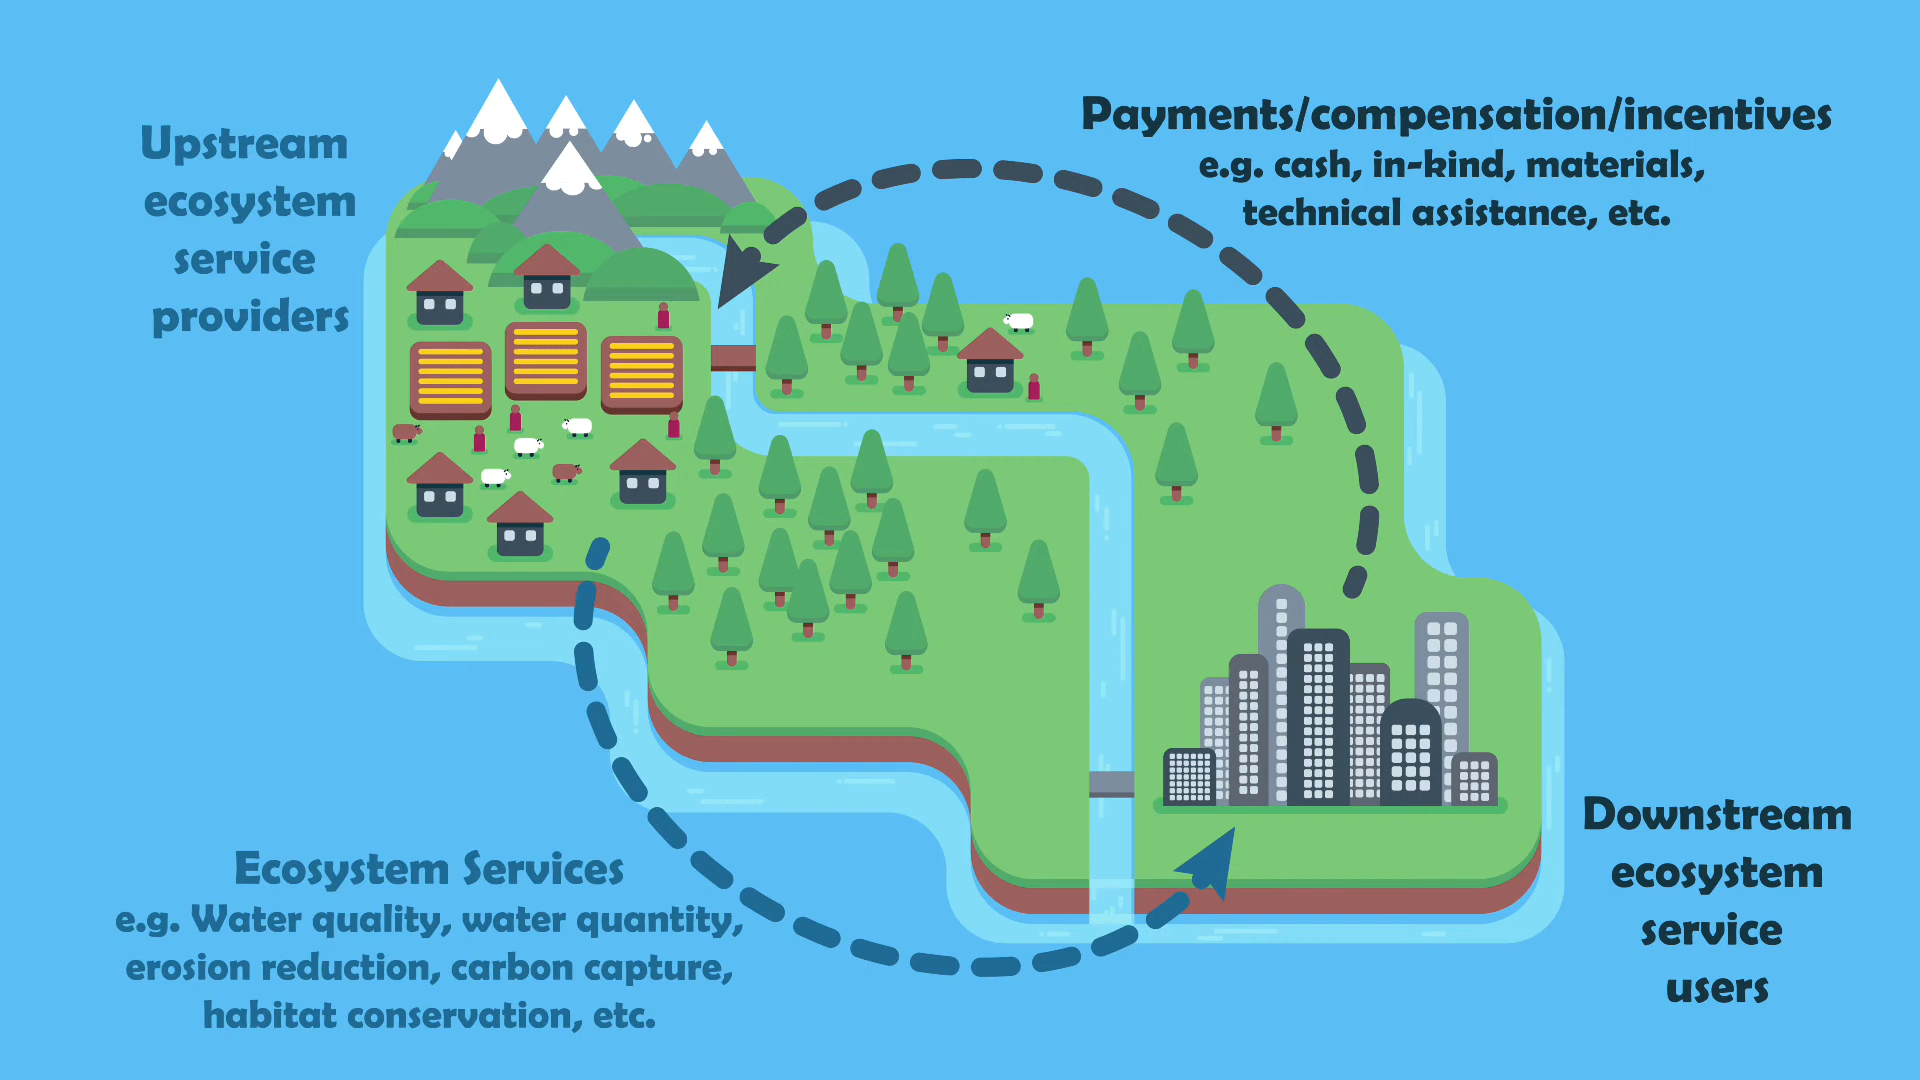 Upstream
ecosystem
service
providers
Payments/compensation/incentives
e.g. cash, in-kind, materials,
technical assistance, etc.
Ecosystem Services
e.g. Water quality, water quantity,
erosion reduction, carbon capture,
habitat conservation, etc.
Downstream
ecosystem
service
users